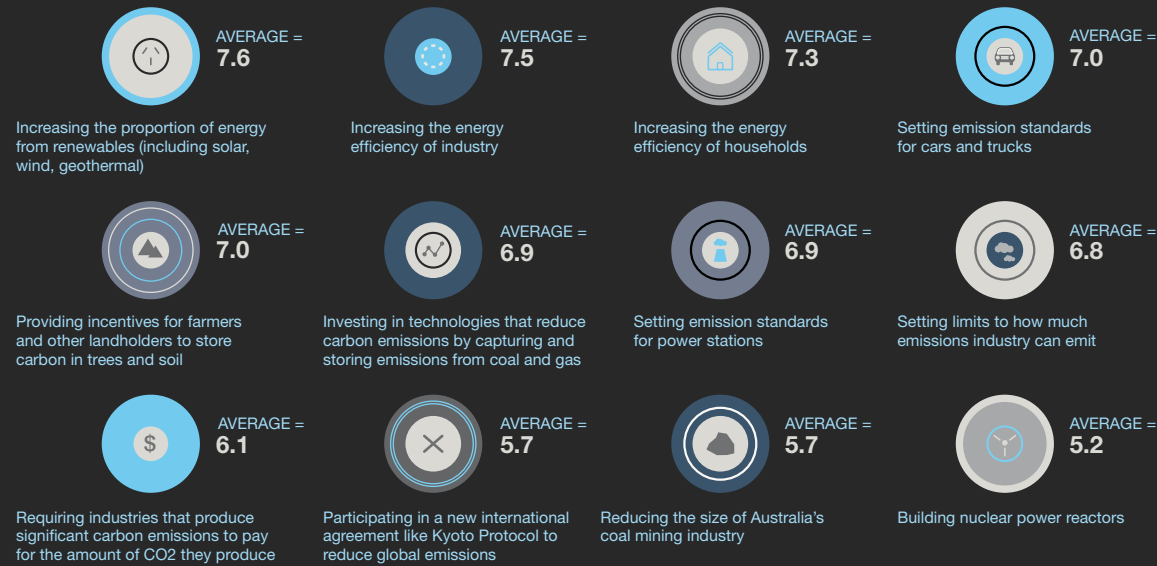 AVERAGE =
7.6
Increasing the proportion of energy
from renewables (including solar,
wind, geothermal)
AVERAGE =
7.5
Increasing the energy
efficiency of industry
AVERAGE =
7.3
Increasing the energy
efficiency of households
AVERAGE =
7.0
Setting emission standards
for cars and trucks
AVERAGE =
7.0
Providing incentives for farmers
and other landholders to store
carbon in trees and soil
AVERAGE =
6.9
Investing in technologies that reduce
carbon emissions by capturing and
storing emissions from coal and gas
AVERAGE =
6.9
Setting emission standards
for power stations
AVERAGE =
6.8
Setting limits to how much
emissions industry can emit
$
AVERAGE =
6.1
Requiring industries that produce
significant carbon emissions to pay
for the amount of CO2 they produce
AVERAGE =
5.7
Participating in a new international
agreement like Kyoto Protocol to
reduce global emissions
AVERAGE =
5.7
Reducing the size of Australia's
coal mining industry
AVERAGE =
5.2
Building nuclear power reactors